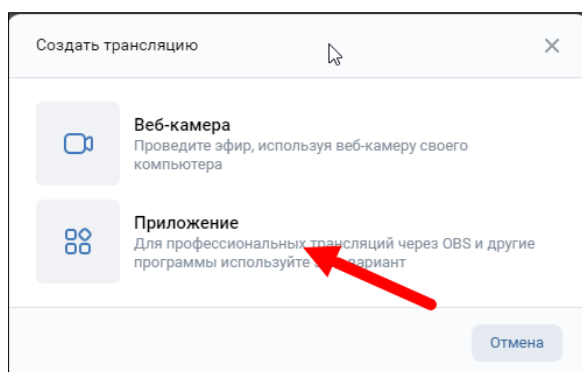 Создать трансляцию
Веб-камера
Проведите эфир, используя веб-камеру своего
компьютера
Приложение
Для профессиональных трансляций через OBS и другие
программы используйте вариант
Отмена